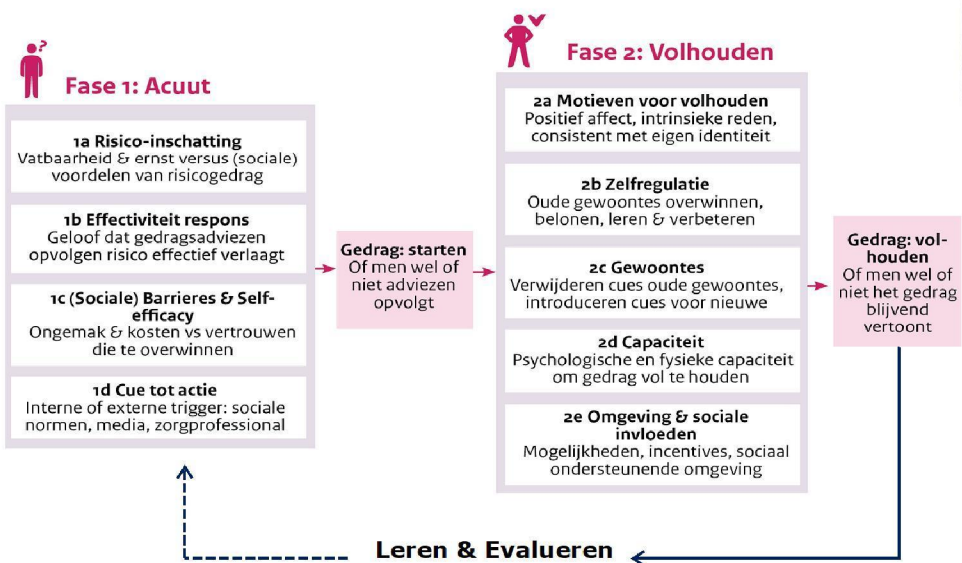 Fase 1: Acuut
1a Risico-inschatting
Vatbaarheid & ernst versus (sociale)
voordelen van risicogedrag
1b Effectiviteit respons
Geloof dat gedragsadviezen
opvolgen risico effectief verlaagt
1c (Sociale) Barrieres & Self-
efficacy
Ongemak & kosten vs vertrouwen
die te overwinnen
1d Cue tot actie
Interne of externe trigger: sociale
normen, media, zorgprofessional
Gedrag: starten
Of men wel of
niet adviezen
opvolgt
Fase 2: Volhouden
2a Motieven voor volhouden
Positief affect, intrinsieke reden,
consistent met eigen identiteit
2b Zelfregulatie
Oude gewoontes overwinnen,
belonen, leren & verbeteren
2c Gewoontes
Verwijderen cues oude gewoontes,
introduceren cues voor nieuwe
2d Capaciteit
Psychologische en fysieke capaciteit
om gedrag vol te houden
2e Omgeving & sociale
invloeden
Mogelijkheden, incentives, sociaal
ondersteunende omgeving
Gedrag: vol-
houden
Of men wel of
niet het gedrag
blijvend
vertoont
Leren & Evalueren